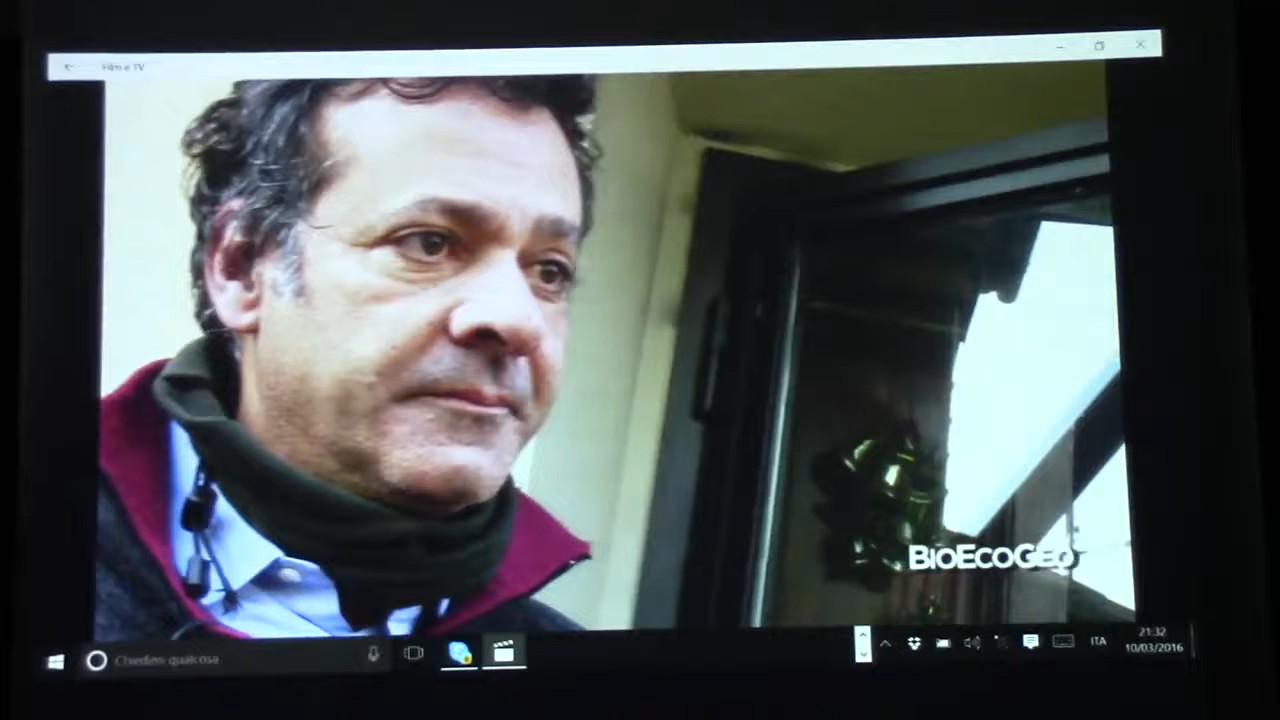 Film e TV
BioEcoGeo
Chiedimi qualcosa
ITA
21:32
10/03/2016